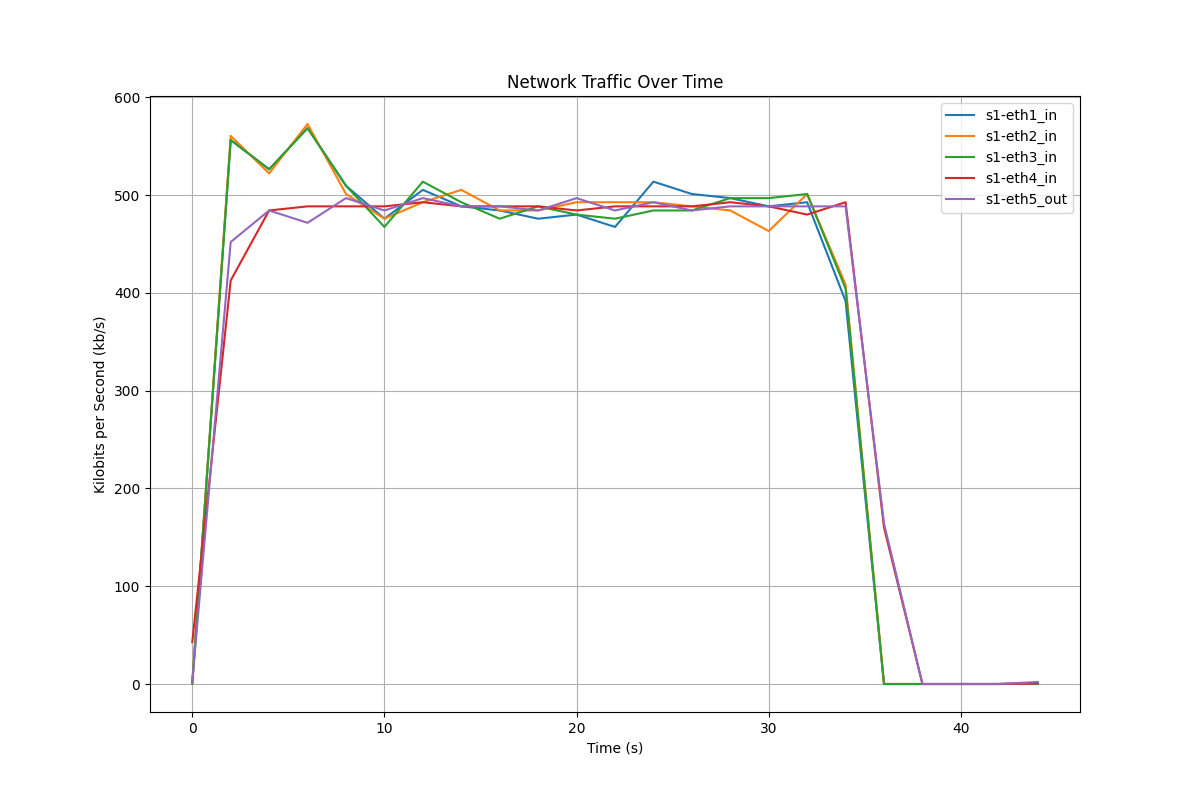 Network Traffic Over Time
s1-eth1_in
s1-eth2_in
s1-eth3_in
s1-eth4_in
s1-eth5_out
Kilobits per Second (kb/s)
600
500
400
300
200
100
0
0 10 20 30 40
Time (s)